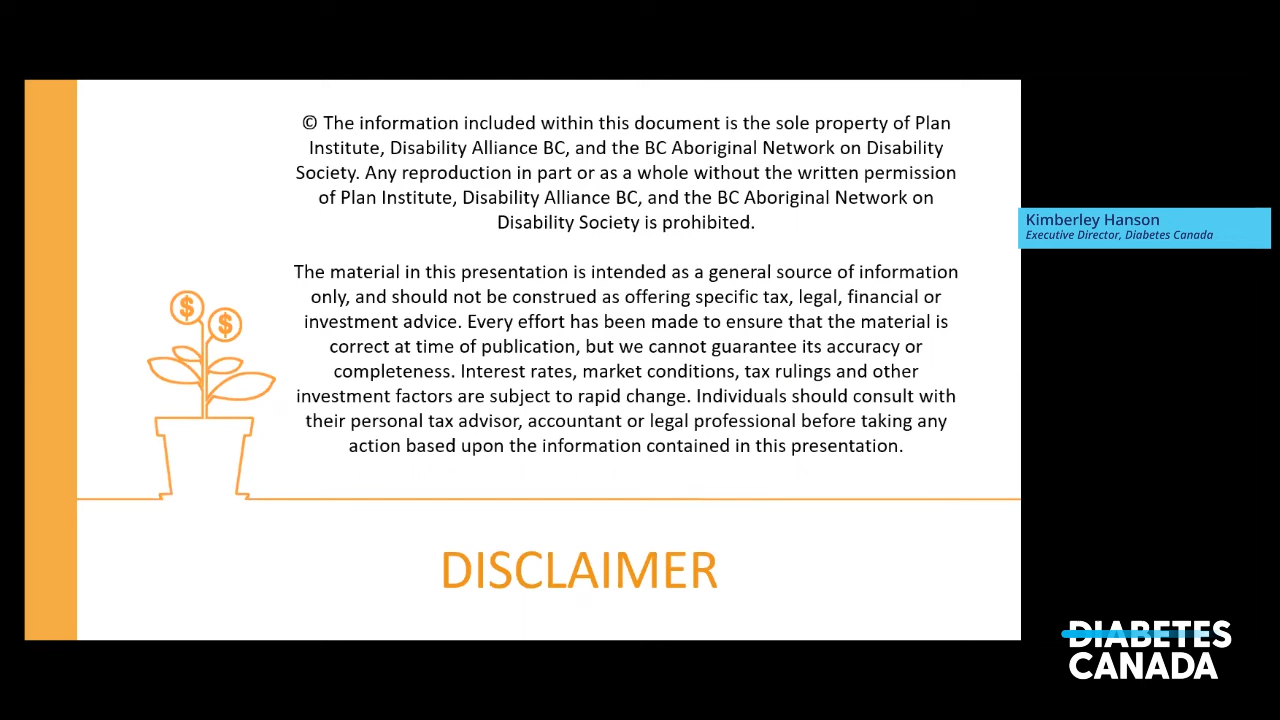 © The information included within this document is the sole property of Plan
Institute, Disability Alliance BC, and the BC Aboriginal Network on Disability
Society. Any reproduction in part or as a whole without the written permission
of Plan Institute, Disability Alliance BC, and the BC Aboriginal Network on
Disability Society is prohibited.
The material in this presentation is intended as a general source of information
only, and should not be construed as offering specific tax, legal, financial or
investment advice. Every effort has been made to ensure that the material is
correct at time of publication, but we cannot guarantee its accuracy or
completeness. Interest rates, market conditions, tax rulings and other
investment factors are subject to rapid change. Individuals should consult with
their personal tax advisor, accountant or legal professional before taking any
action based upon the information contained in this presentation.
$
$
DISCLAIMER
Kimberley Hanson
Executive Director, Diabetes Canada
DIABETES
CANADA